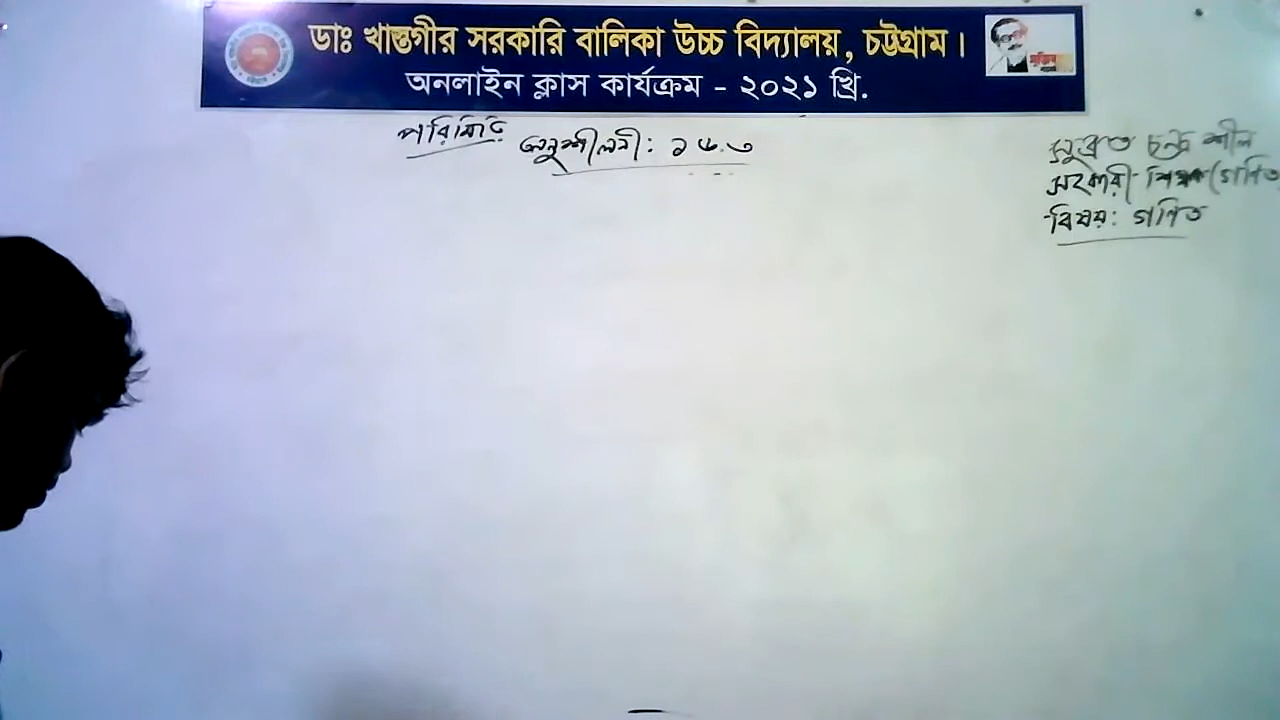 ডাঃ খাস্তগীর সরকারি বালিকা উচ্চ বিদ্যালয়, চট্টগ্রাম।
অনলাইন ক্লাস কার্যক্রম - ২০২১ খ্রি.
পরিমিতি
অনুশীলনী: ১৬.৩
সুব্রত চন্দ্র শীল
সহকারী শিক্ষক (গণিত
বিষয়: গণিত